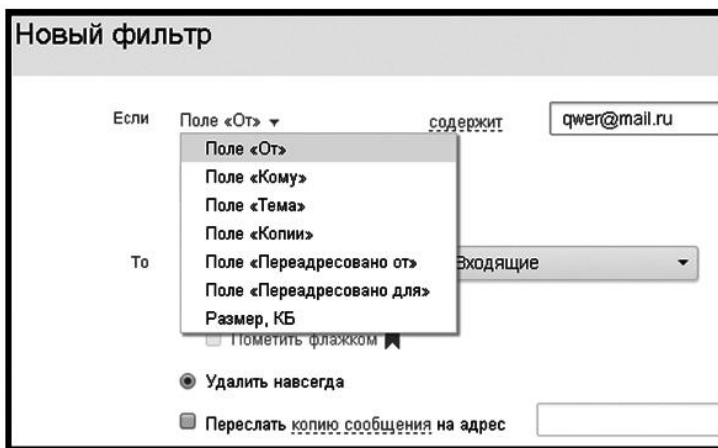 Новый фильтр
Если Поле «От» содержит qwer@mail.ru
Поле «От»
Поле «Кому»
Поле «Тема»
Поле «Копии»
То Поле «Переадресовано от» Входящие
Поле «Переадресовано для»
Размер, КБ
Пометить флажком
Удалить навсегда
Переслать копию сообщения на адрес